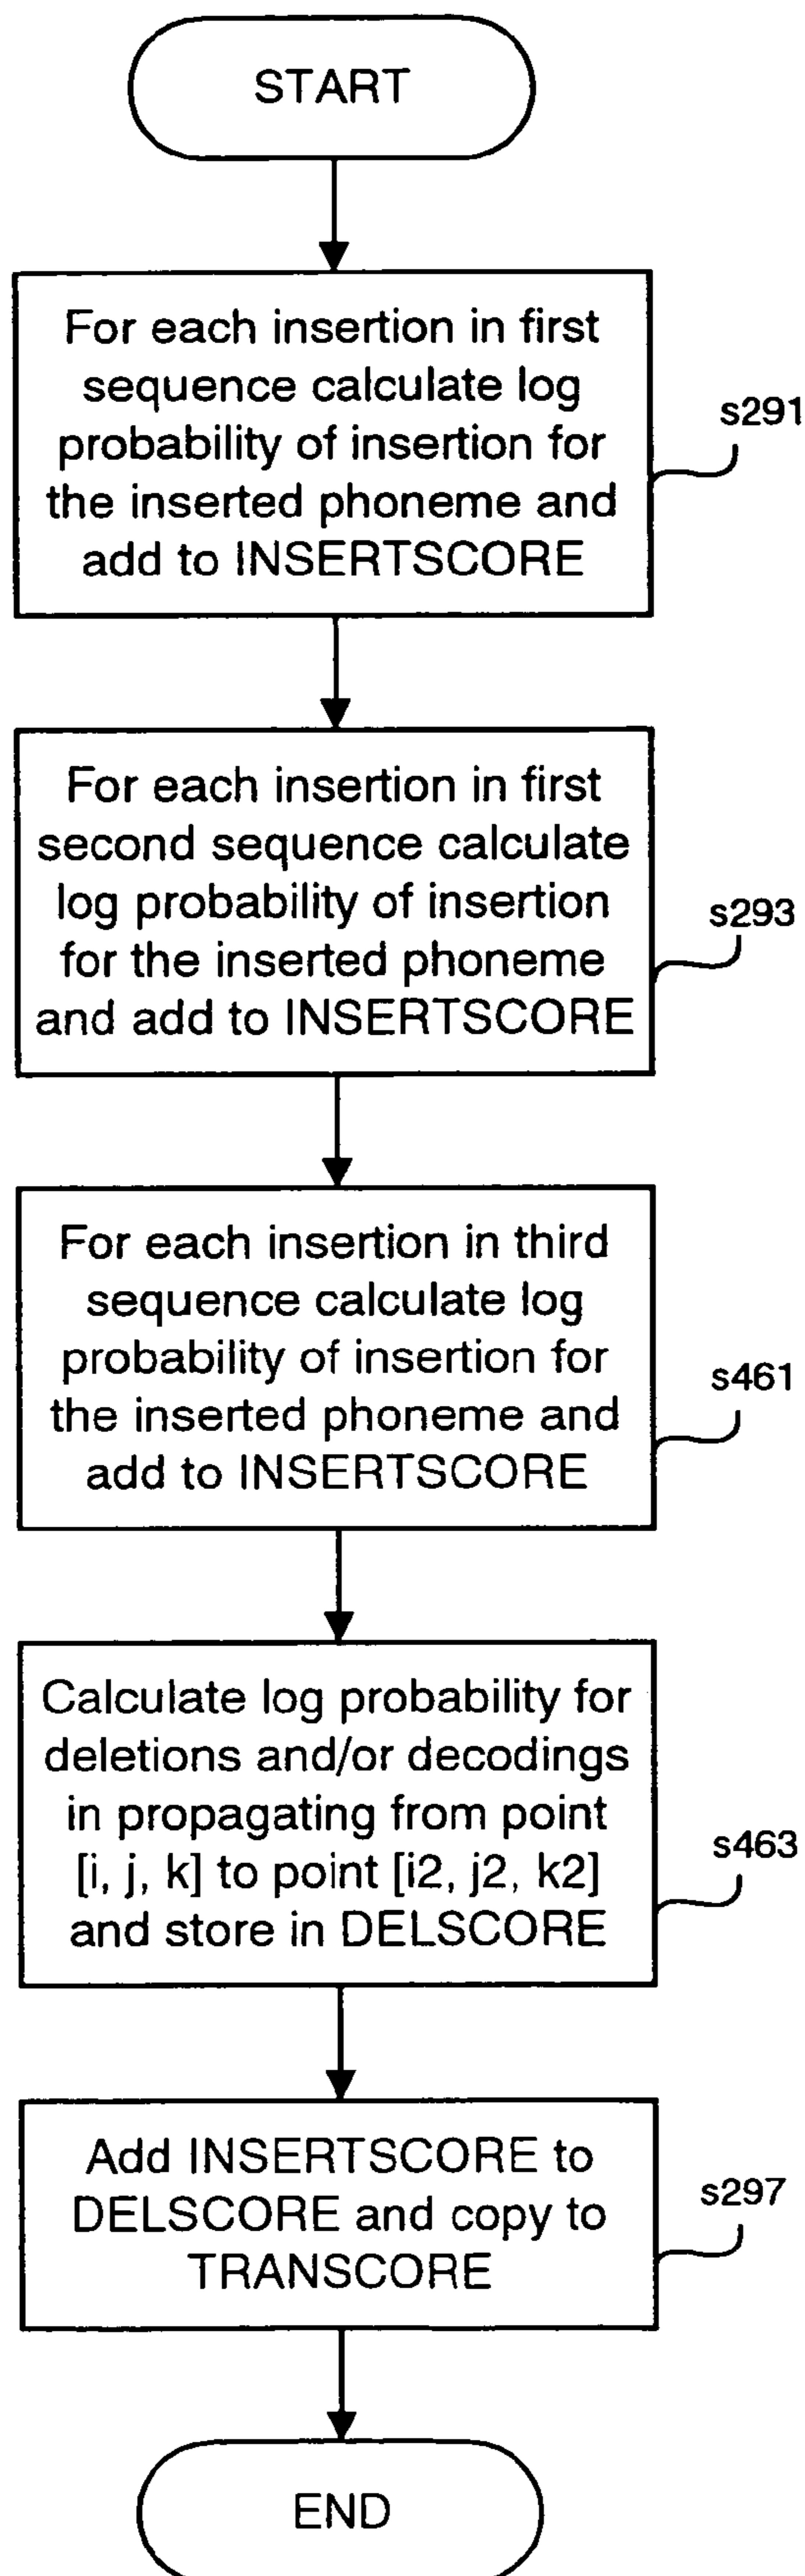 START
For each insertion in first
sequence calculate log
probability of insertion for
the inserted phoneme and
add to INSERTSCORE
s291
For each insertion in first
second sequence calculate
log probability of insertion
for the inserted phoneme
and add to INSERTSCORE
s293
For each insertion in third
sequence calculate log
probability of insertion for
the inserted phoneme and
add to INSERTSCORE
s461
Calculate log probability for
deletions and/or decodings
in propagating from point
[i, j, k] to point [i2, j2, k2]
and store in DELSCORE
s463
Add INSERTSCORE to
DELSCORE and copy to
TRANSCORE
s297
END